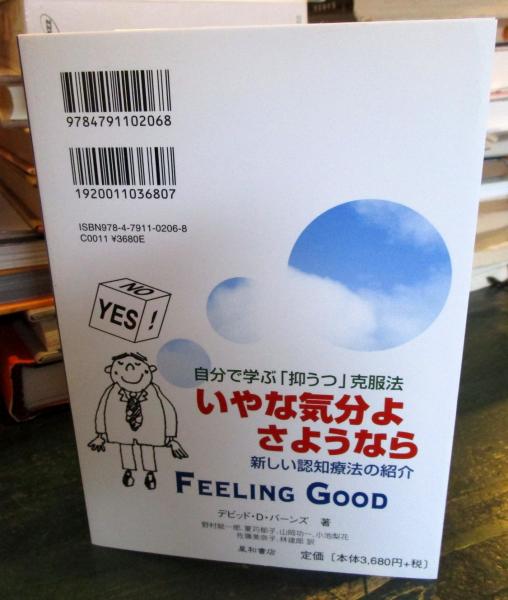 9784791102068
1920011036807
ISBN978-4-7911-0206-8
C0011 ¥3680E
NO
YES !
自分で学ぶ「抑うつ」克服法
いやな気分よ
さようなら
新しい認知療法の紹介
FEELING GOOD
デビッド・D・バーンズ 著
野村総一郎、夏苅郁子、山岡功一、小池梨花
佐藤美奈子、林建郎 訳
星和書店
定価 [本体3,680円+税]